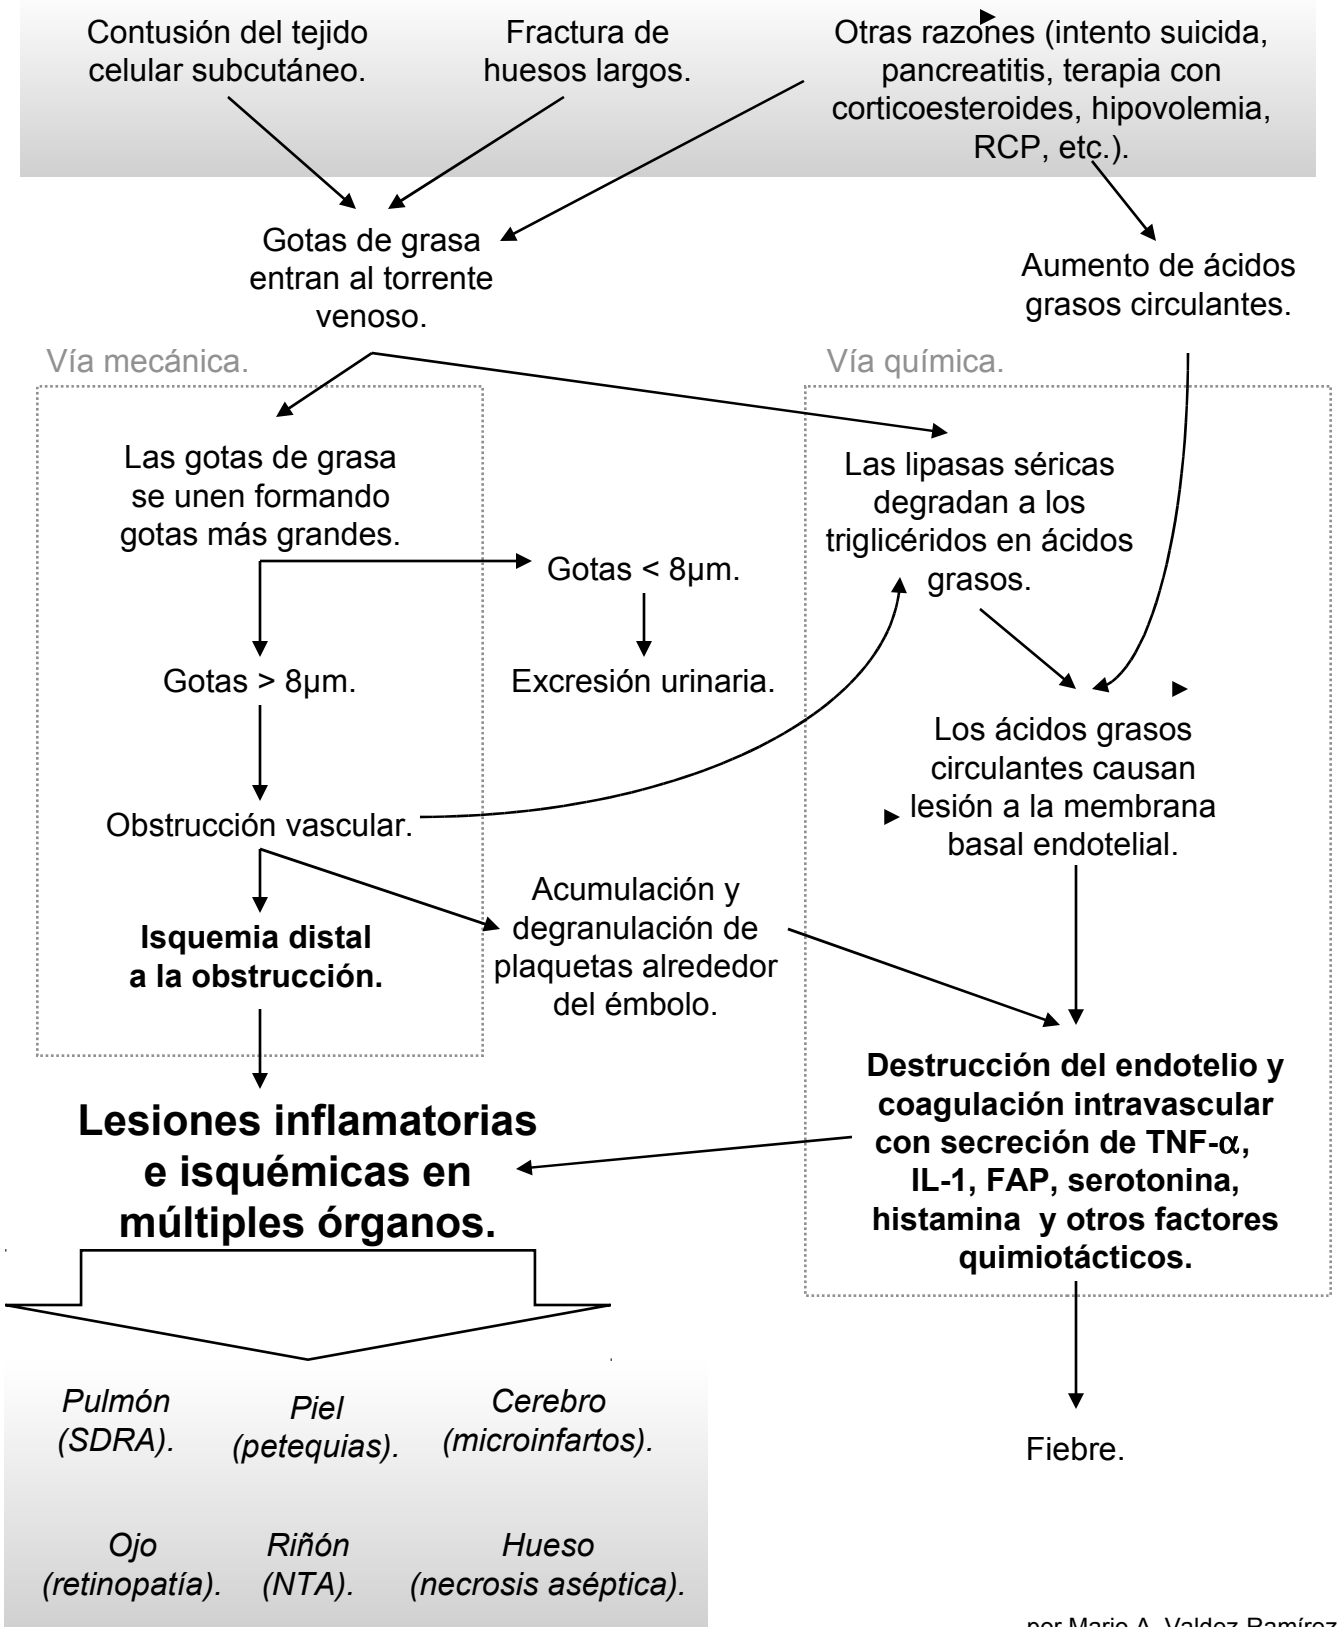 Contusión del tejido
celular subcutáneo.
Fractura de
huesos largos.
Otras razones (intento suicida,
pancreatitis, terapia con
corticoesteroides, hipovolemia,
RCP, etc.).
Gotas de grasa
entran al torrente
venoso.
Aumento de ácidos
grasos circulantes.
Vía mecánica.
Vía química.
Las gotas de grasa
se unen formando
gotas más grandes.
Las lipasas séricas
degradan a los
triglicéridos en ácidos
grasos.
Gotas < 8µm.
Gotas > 8µm.
Excresión urinaria.
Los ácidos grasos
circulantes causan
lesión a la membrana
basal endotelial.
Obstrucción vascular.
Acumulación y
degranulación de
plaquetas alrededor
del émbolo.
Isquemia distal
a la obstrucción.
Destrucción del endotelio y
coagulación intravascular
con secreción de TNF-α,
IL-1, FAP, serotonina,
histamina y otros factores
quimiotácticos.
Lesiones inflamatorias
e isquémicas en
múltiples órganos.
Pulmón
(SDRA).
Piel
(petequias).
Cerebro
(microinfartos).
Fiebre.
Ojo
(retinopatía).
Riñón
(NTA).
Hueso
(necrosis aséptica).
por Mario A. Valdez-Ramírez